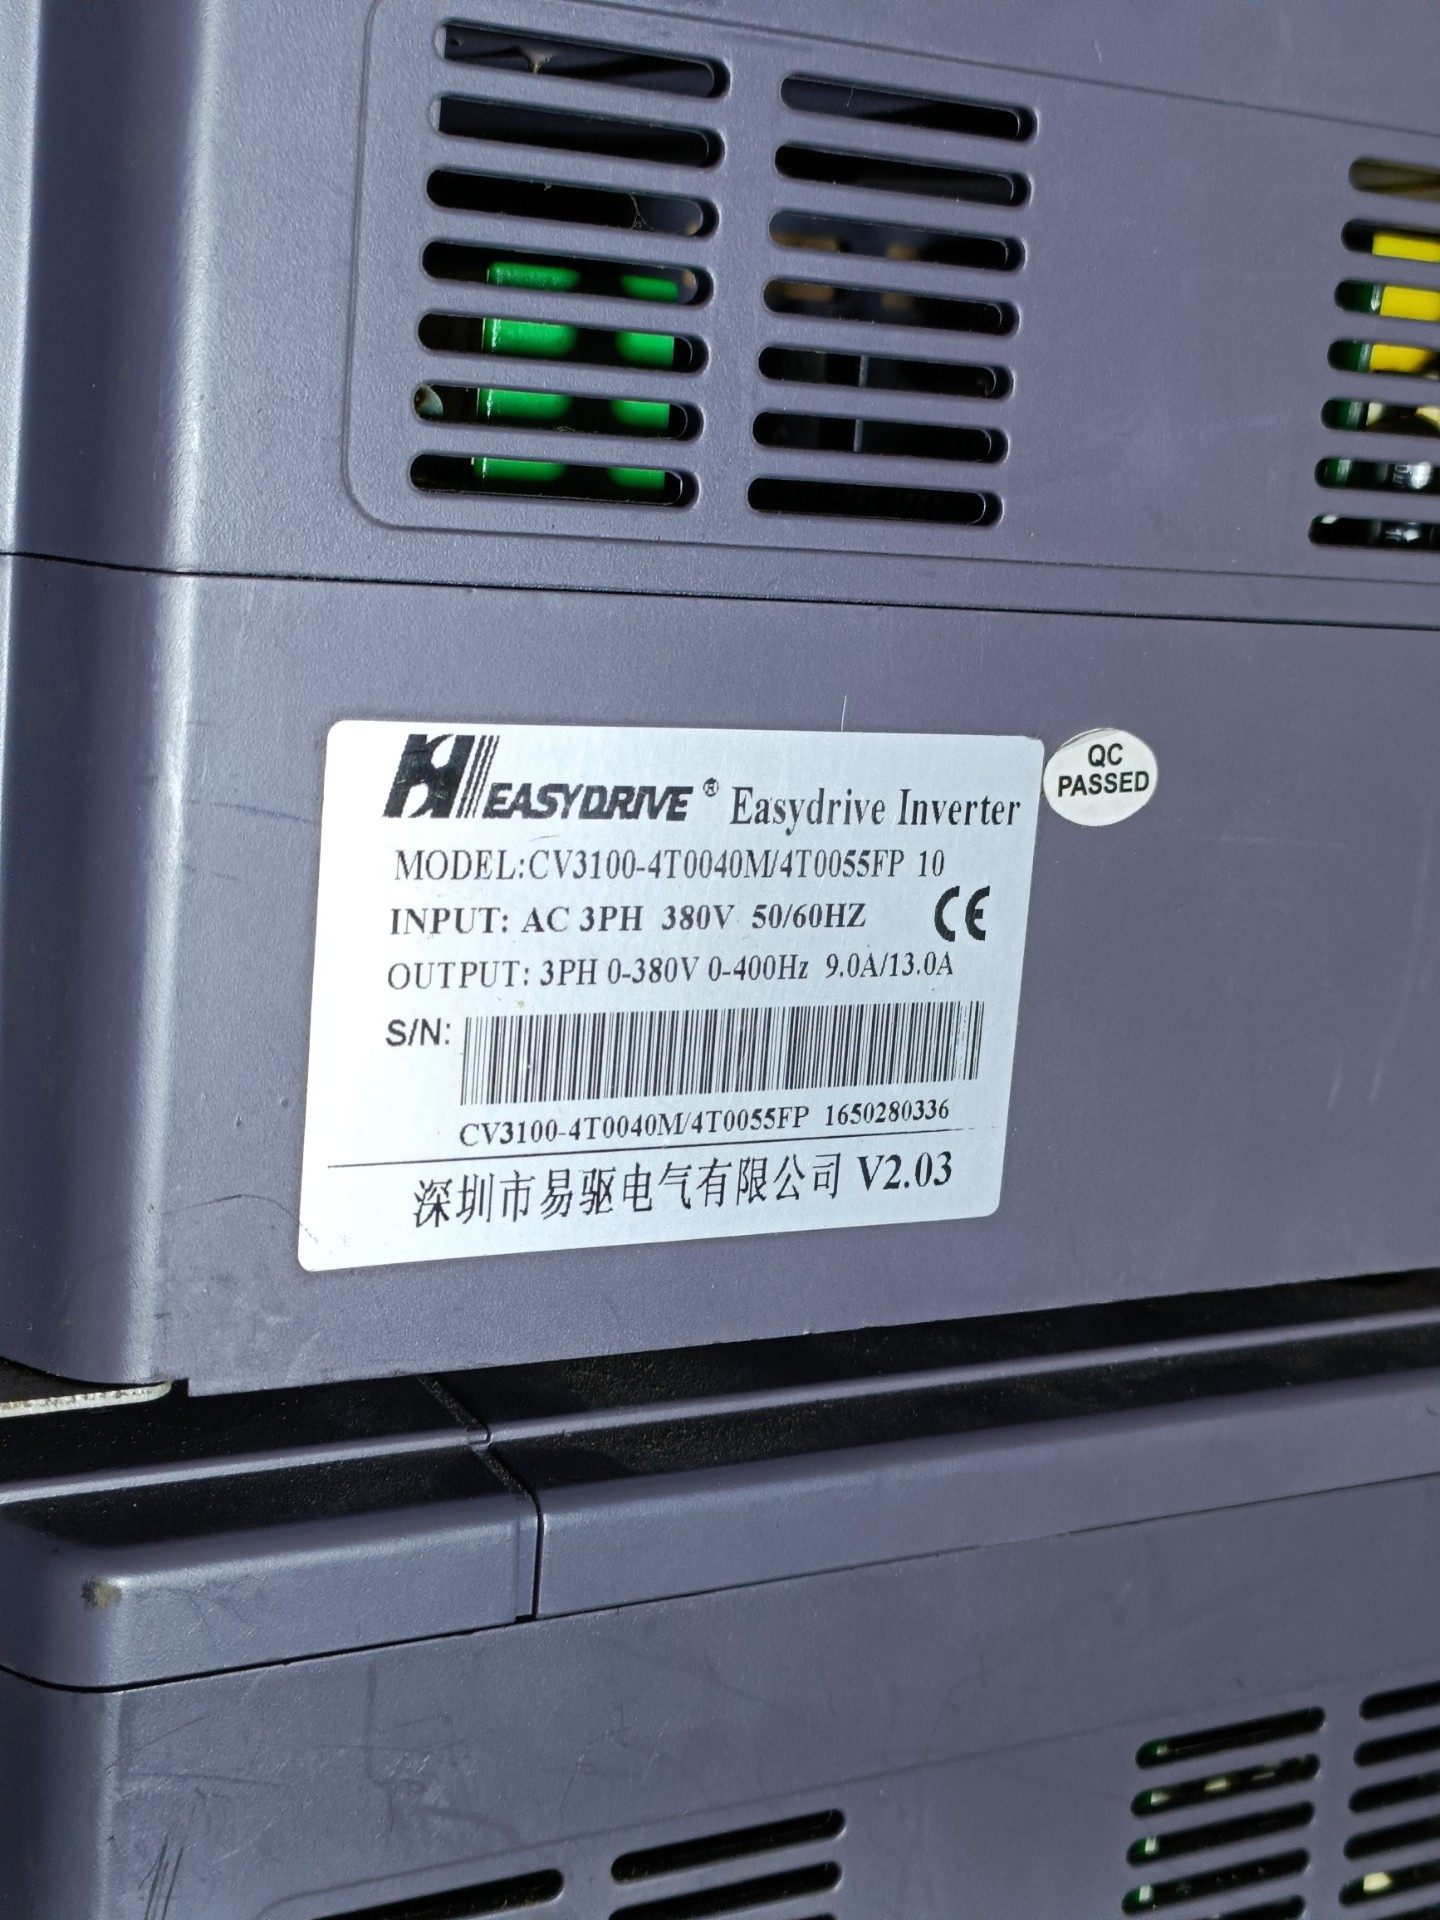 EASYDRIVE ® Easydrive Inverter
QC
PASSED
MODEL:CV3100-4T0040M/4T0055FP 10
INPUT: AC 3PH 380V 50/60HZ CE
OUTPUT: 3PH 0-380V 0-400Hz 9.0A/13.0A
S/N:
CV3100-4T0040M/4T0055FP 1650280336
深圳市易驱电气有限公司 V2.03